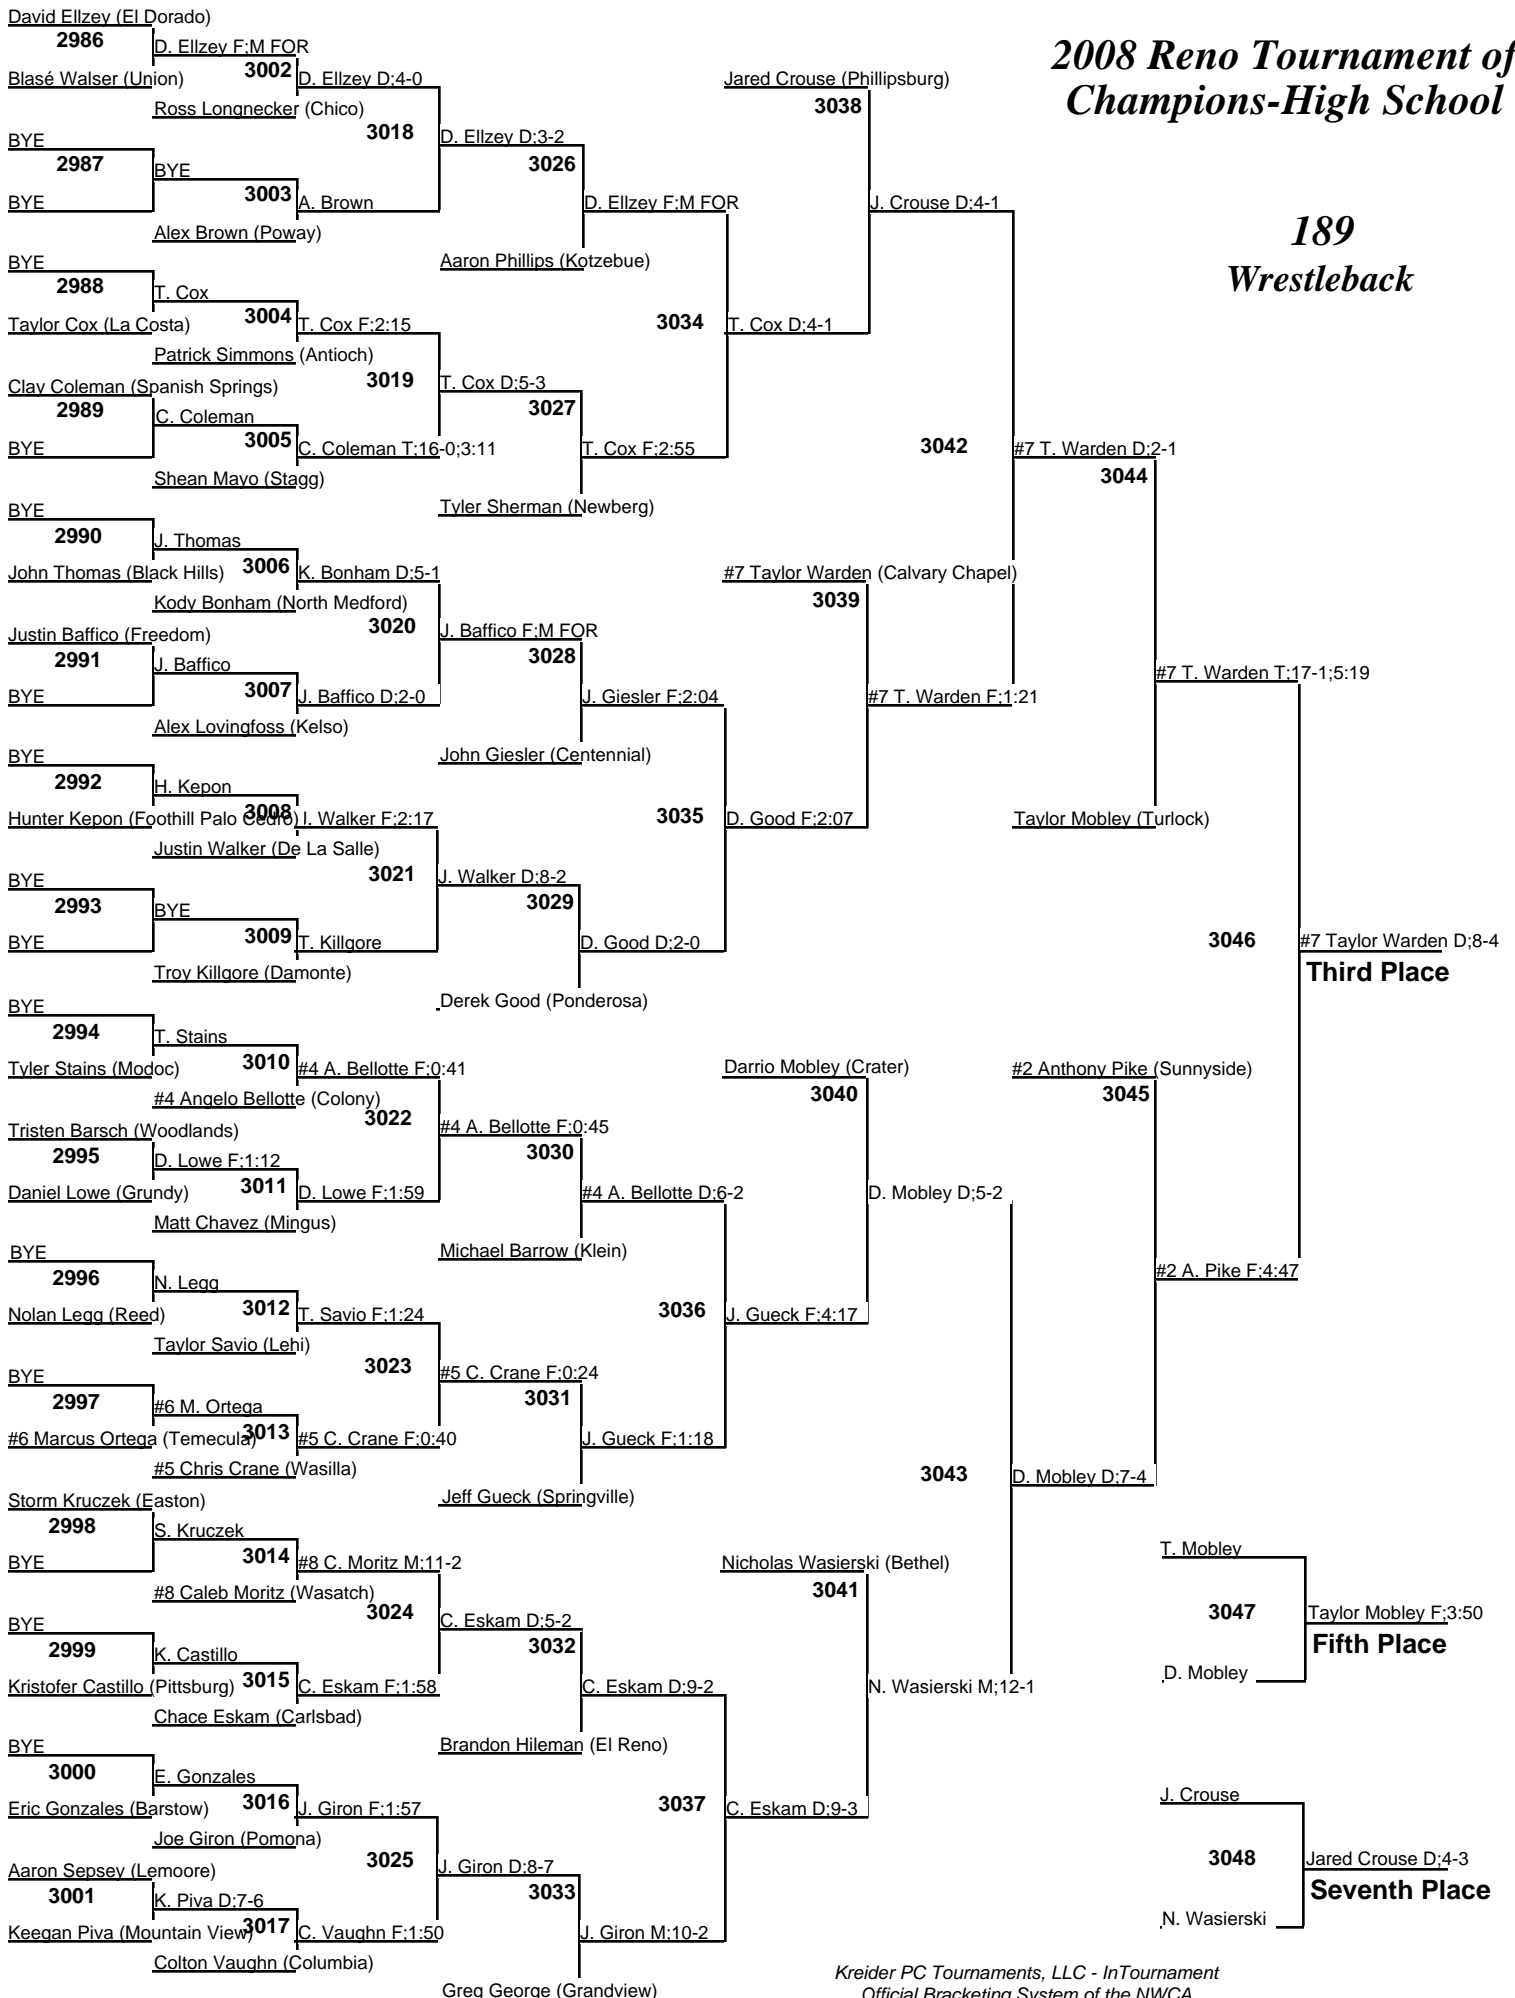 2008 Reno Tournament of
Champions-High School
189
Wrestleback
David Ellzey (El Dorado)
2986
Blasé Walser (Union)
BYE
2987
BYE
BYE
2988
Taylor Cox (La Costa)
Clay Coleman (Spanish Springs)
2989
BYE
BYE
2990
John Thomas (Black Hills)
Justin Baffico (Freedom)
2991
BYE
BYE
2992
Hunter Kepon (Foothill Palo Cedro)
BYE
2993
BYE
BYE
2994
Tyler Stains (Modoc)
Tristen Barsch (Woodlands)
2995
Daniel Lowe (Grundy)
BYE
2996
Nolan Legg (Reed)
BYE
2997
#6 Marcus Ortega (Temecula)
Storm Kruczek (Easton)
2998
BYE
BYE
2999
Kristofer Castillo (Pittsburg)
BYE
3000
Eric Gonzales (Barstow)
Aaron Sepsey (Lemoore)
3001
Keegan Piva (Mountain View)
D. Ellzey F;M FOR
3002
Ross Longnecker (Chico)
BYE
3003
Alex Brown (Poway)
T. Cox
3004
Patrick Simmons (Antioch)
C. Coleman
3005
Shean Mayo (Stagg)
J. Thomas
3006
Kody Bonham (North Medford)
J. Baffico
3007
Alex Lovingfoss (Kelso)
H. Kepon
3008
Justin Walker (De La Salle)
BYE
3009
Troy Killgore (Damonte)
T. Stains
3010
#4 Angelo Bellotte (Colony)
D. Lowe F;1:12
3011
Matt Chavez (Mingus)
N. Legg
3012
Taylor Savio (Lehi)
#6 M. Ortega
3013
#5 Chris Crane (Wasilla)
S. Kruczek
3014
#8 Caleb Moritz (Wasatch)
K. Castillo
3015
Chace Eskam (Carlsbad)
E. Gonzales
3016
Joe Giron (Pomona)
K. Piva D;7-6
3017
Colton Vaughn (Columbia)
D. Ellzey D;4-0
3018
A. Brown
T. Cox F;2:15
3019
C. Coleman T;16-0;3:11
K. Bonham D;5-1
3020
J. Baffico D;2-0
J. Walker F;2:17
3021
T. Killgore
#4 A. Bellotte F;0:41
3022
D. Lowe F;1:59
T. Savio F;1:24
3023
#5 C. Crane F;0:40
#8 C. Moritz M;11-2
3024
C. Eskam F;1:58
J. Giron F;1:57
3025
C. Vaughn F;1:50
D. Ellzey D;3-2
3026
Aaron Phillips (Kotzebue)
T. Cox D;5-3
3027
Tyler Sherman (Newberg)
J. Baffico F;M FOR
3028
John Giesler (Centennial)
J. Walker D;8-2
3029
Derek Good (Ponderosa)
#4 A. Bellotte F;0:45
3030
Michael Barrow (Klein)
#5 C. Crane F;0:24
3031
Jeff Gueck (Springville)
C. Eskam D;5-2
3032
Brandon Hileman (El Reno)
J. Giron D;8-7
3033
Greg George (Grandview)
D. Ellzey F;M FOR
3034
T. Cox F;2:55
J. Giesler F;2:04
3035
D. Good D;2-0
#4 A. Bellotte D;6-2
3036
J. Gueck F;1:18
C. Eskam D;9-2
3037
J. Giron M;10-2
Jared Crouse (Phillipsburg)
3038
T. Cox D;4-1
#7 Taylor Warden (Calvary Chapel)
3039
D. Good F;2:07
Darrio Mobley (Crater)
3040
J. Gueck F;4:17
Nicholas Wasierski (Bethel)
3041
C. Eskam D;9-3
J. Crouse D;4-1
3042
#7 T. Warden F;1:21
D. Mobley D;5-2
3043
N. Wasierski M;12-1
#7 T. Warden D;2-1
3044
Taylor Mobley (Turlock)
#2 Anthony Pike (Sunnyside)
3045
D. Mobley D;7-4
#7 T. Warden T;17-1;5:19
3046
#2 A. Pike F;4:47
#7 Taylor Warden D;8-4
Third Place
T. Mobley
3047
D. Mobley
Taylor Mobley F;3:50
Fifth Place
J. Crouse
3048
N. Wasierski
Jared Crouse D;4-3
Seventh Place
Kreider PC Tournaments, LLC - InTournament
Official Bracketing System of the NWCA